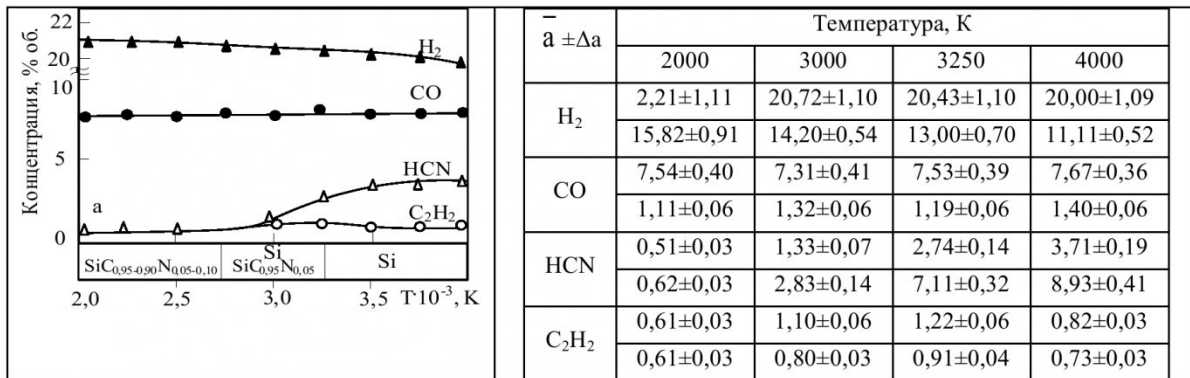 Концентрация, % об.
22
20
10
5
0
H₂
CO
HCN
C₂H₂
а
SiC₀,₉₅₋₀,₉₀N₀,₀₅₋₀,₁₀
Si
SiC₀,₉₅N₀,₀₅
Si
2,0 2,5 3,0 3,5 T·10⁻³, K
a̅ ±Δa Температура, К
2000 3000 3250 4000
H₂ 2,21±1,11 20,72±1,10 20,43±1,10 20,00±1,09
15,82±0,91 14,20±0,54 13,00±0,70 11,11±0,52
CO 7,54±0,40 7,31±0,41 7,53±0,39 7,67±0,36
1,11±0,06 1,32±0,06 1,19±0,06 1,40±0,06
HCN 0,51±0,03 1,33±0,07 2,74±0,14 3,71±0,19
0,62±0,03 2,83±0,14 7,11±0,32 8,93±0,41
C₂H₂ 0,61±0,03 1,10±0,06 1,22±0,06 0,82±0,03
0,61±0,03 0,80±0,03 0,91±0,04 0,73±0,03